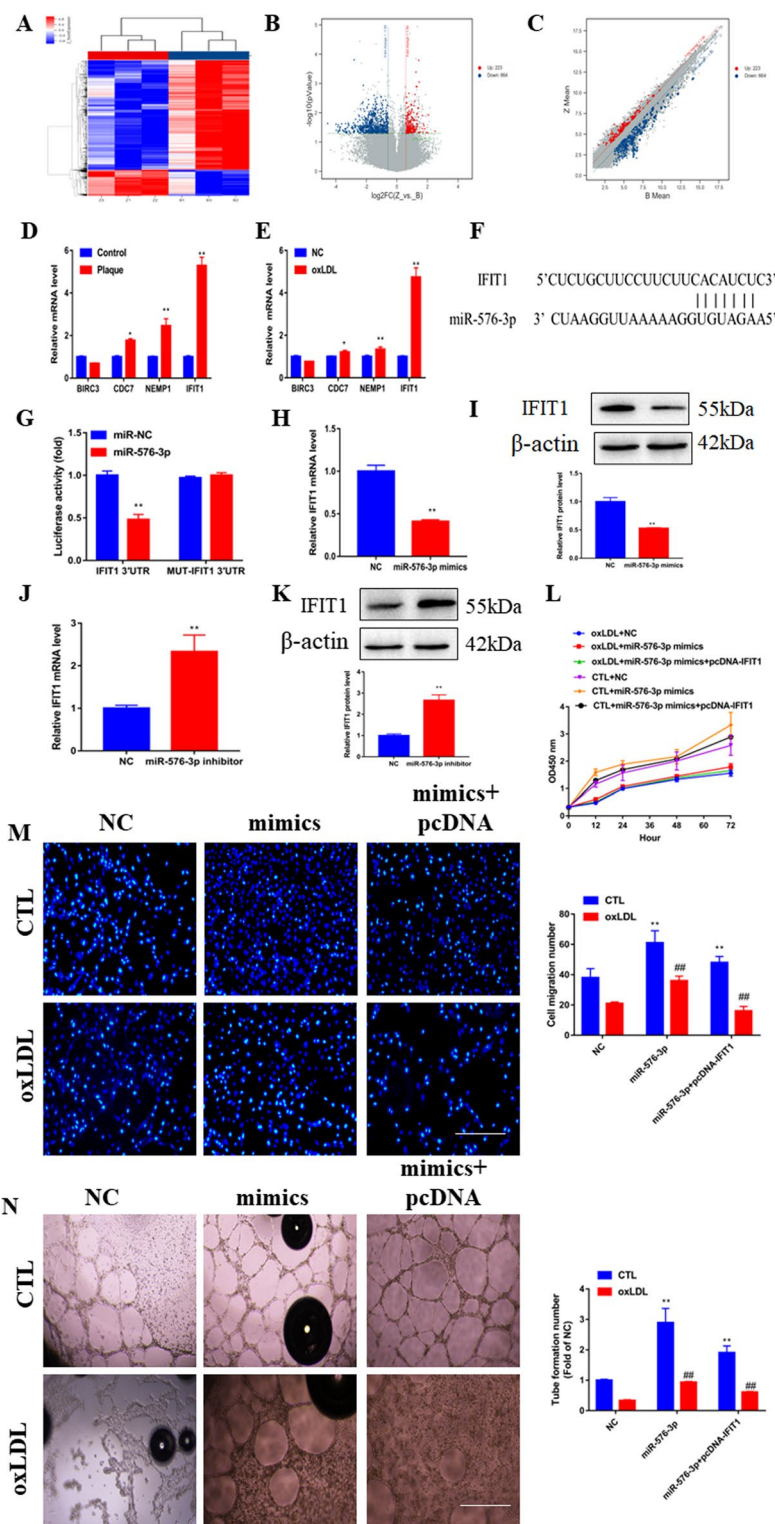 A
B
C
Up: 223
Down: 664
-log10(pValue)
log2FC(Z_vs._B)
Up: 223
Down: 664
Z Mean
B Mean
D
Control
Plaque
Relative mRNA level
BIRC3 CDC7 NEMP1 IFIT1
E
NC
oxLDL
Relative mRNA level
BIRC3 CDC7 NEMP1 IFIT1
F
IFIT1 5'CUCUGCUUCCUUCUUCACAUCUC3'
miR-576-3p 3' CUAAGGUUAAAAAGGUGUAGAA5'
G
miR-NC
miR-576-3p
Luciferase activity (fold)
IFIT1 3'UTR MUT-IFIT1 3'UTR
H
Relative IFIT1 mRNA level
NC miR-576-3p mimics
I
IFIT1 55kDa
β-actin 42kDa
Relative IFIT1 protein level
NC miR-576-3p mimics
J
Relative IFIT1 mRNA level
NC miR-576-3p inhibitor
K
IFIT1 55kDa
β-actin 42kDa
Relative IFIT1 protein level
NC miR-576-3p inhibitor
L
oxLDL+NC
oxLDL+miR-576-3p mimics
oxLDL+miR-576-3p mimics+pcDNA-IFIT1
CTL+NC
CTL+miR-576-3p mimics
CTL+miR-576-3p mimics+pcDNA-IFIT1
OD450 nm
0 12 24 36 48 60 72
Hour
M
NC mimics mimics+
pcDNA
CTL
oxLDL
CTL
oxLDL
Cell migration number
NC
miR-576-3p
miR-576-3p+pcDNA-IFIT1
N
NC mimics mimics+
pcDNA
CTL
oxLDL
CTL
oxLDL
Tube formation number
(Fold of NC)
NC
miR-576-3p
miR-576-3p+pcDNA-IFIT1